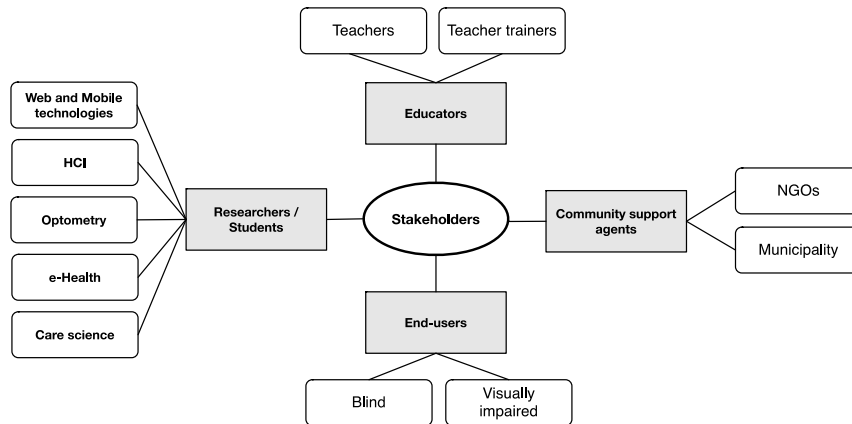 Teachers
Teacher trainers
Educators
Web and Mobile
technologies
HCI
Optometry
e-Health
Care science
Researchers /
Students
Stakeholders
Community support
agents
NGOs
Municipality
End-users
Blind
Visually
impaired